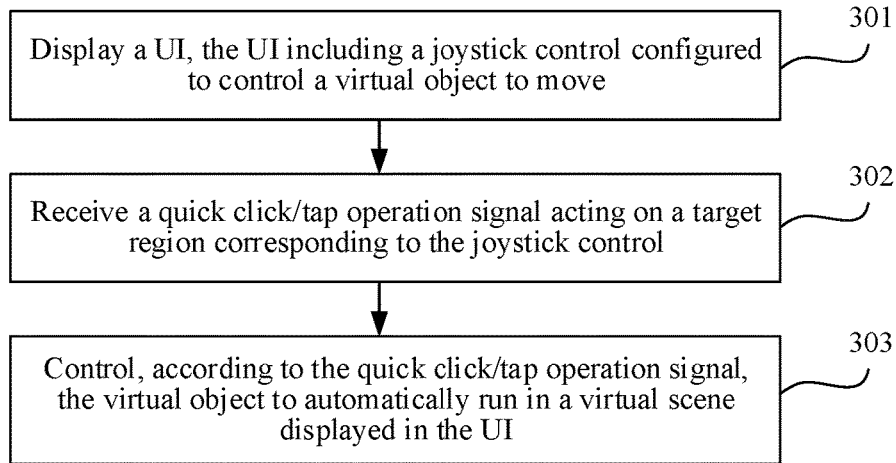 301
Display a UI, the UI including a joystick control configured
to control a virtual object to move
302
Receive a quick click/tap operation signal acting on a target
region corresponding to the joystick control
303
Control, according to the quick click/tap operation signal,
the virtual object to automatically run in a virtual scene
displayed in the UI